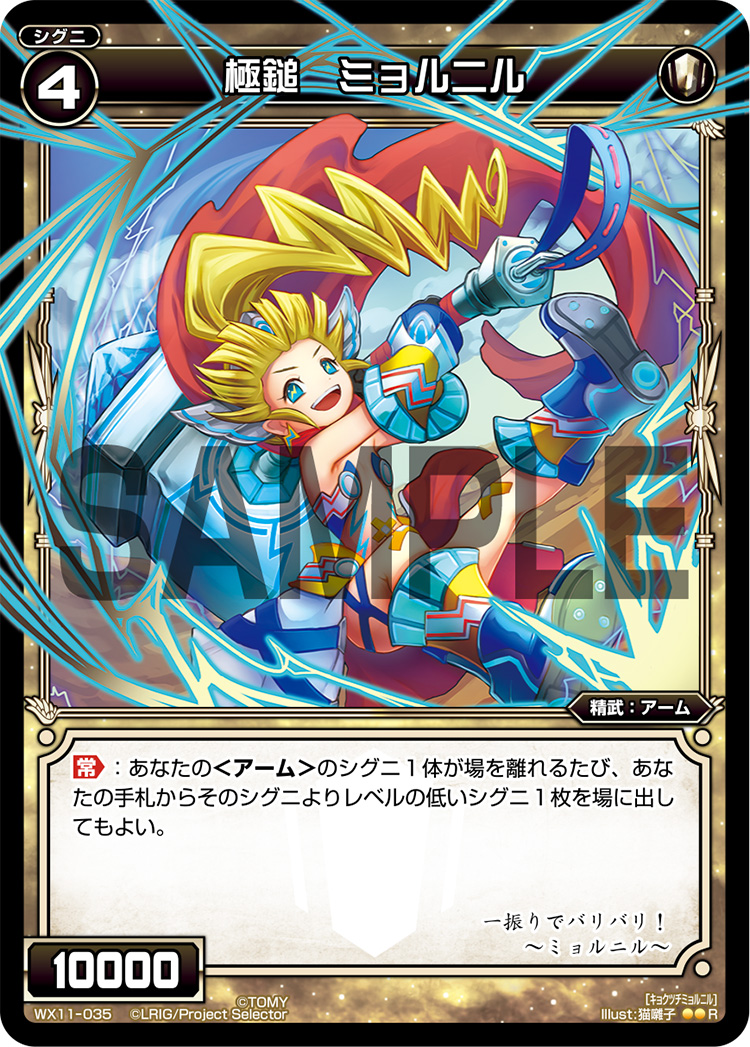 シグニ
4
極鎚　ミョルニル
SAMPLE
精武：アーム
常：あなたの＜アーム＞のシグニ１体が場を離れるたび、あな
たの手札からそのシグニよりレベルの低いシグニ１枚を場に出し
てもよい。
一振りでバリバリ！
～ミョルニル～
10000
WX11-035 ©LRIG/Project Selector
©TOMY
[キョクツチミョルニル]
Illust:猫囃子 R